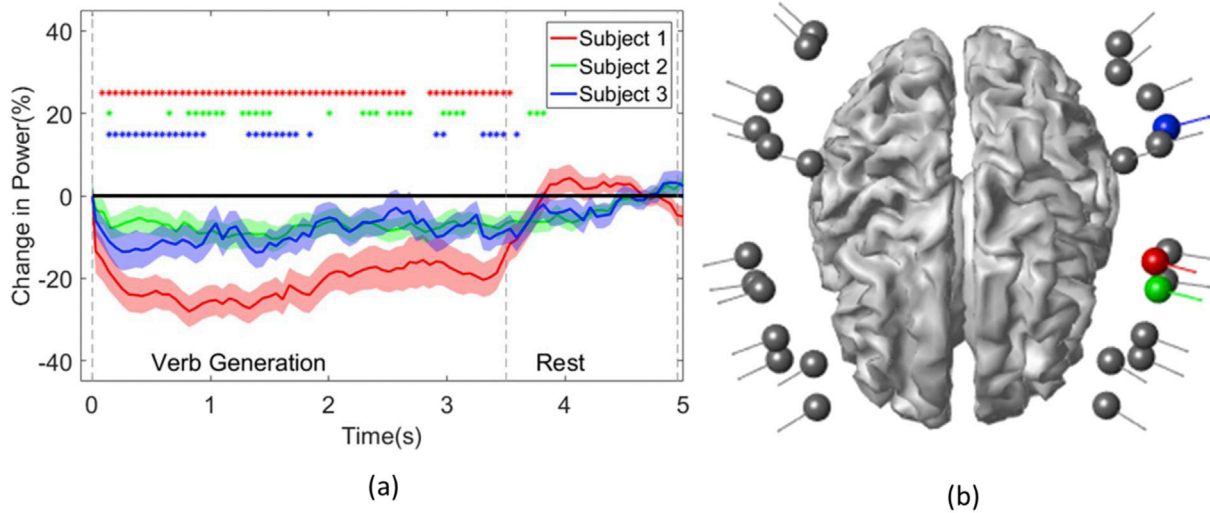 40
20
0
-20
-40
Change in Power(%)
Subject 1
Subject 2
Subject 3
Verb Generation
Rest
0 1 2 3 4 5
Time(s)
(a)
(b)